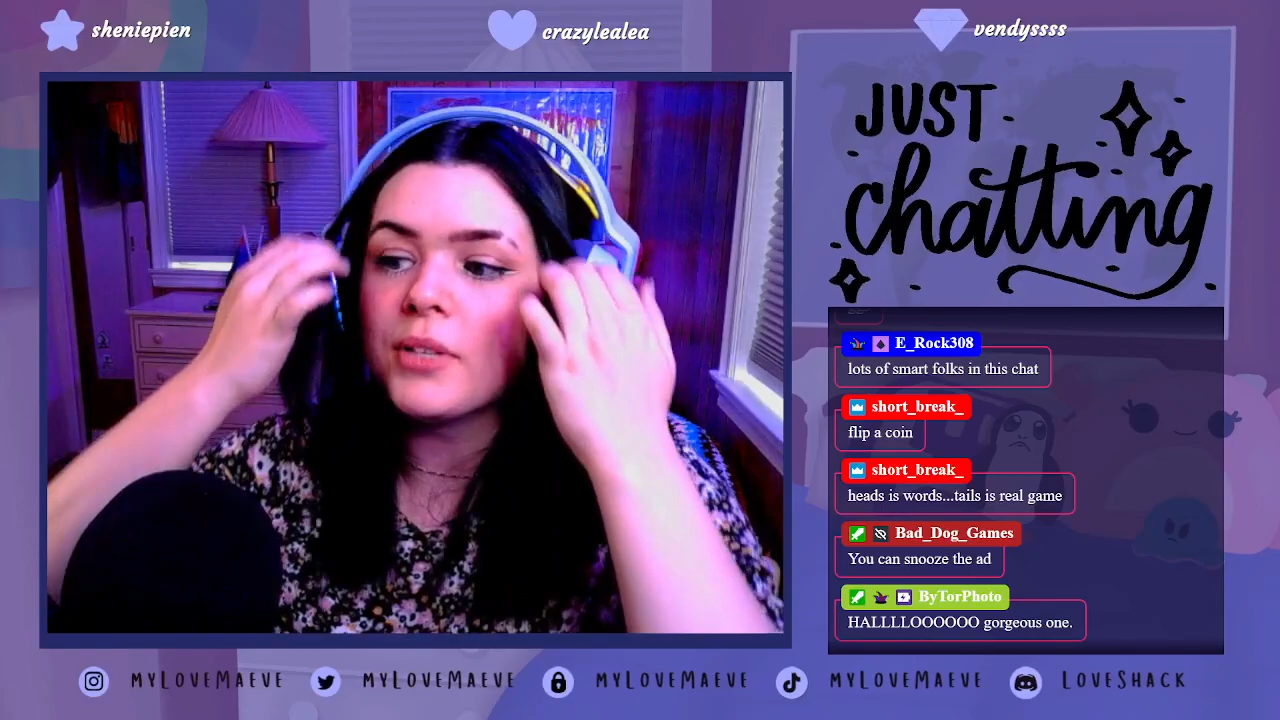 sheniepien
crazylealea
vendyssss
JUST
chatting
E_Rock308
lots of smart folks in this chat
short_break_
flip a coin
short_break_
heads is words...tails is real game
Bad_Dog_Games
You can snooze the ad
ByTorPhoto
HALLLLOOOOOO gorgeous one.
MYLOVEMAEVE
MYLOVEMAEVE
MYLOVEMAEVE
MYLOVEMAEVE
LOVESHACK